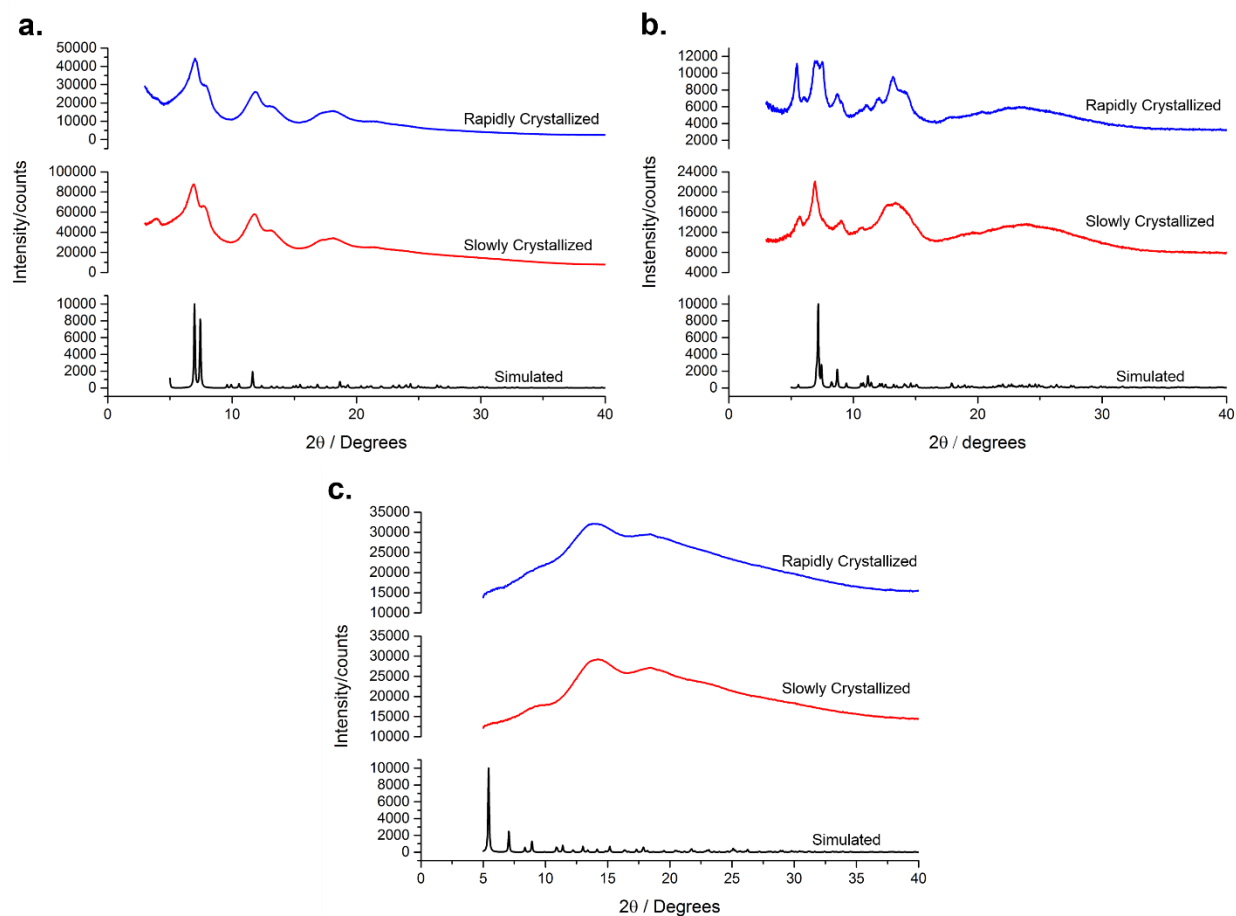 a.
50000
40000
30000
20000
10000
0
Rapidly Crystallized
100000
80000
60000
40000
20000
0
Slowly Crystallized
10000
8000
6000
4000
2000
0
Simulated
0 10 20 30 40
2θ / Degrees
Intensity/counts
b.
12000
10000
8000
6000
4000
2000
Rapidly Crystallized
24000
20000
16000
12000
8000
4000
Slowly Crystallized
10000
8000
6000
4000
2000
0
Simulated
0 10 20 30 40
2θ / degrees
Instensity/counts
c.
35000
30000
25000
20000
15000
10000
Rapidly Crystallized
35000
30000
25000
20000
15000
10000
Slowly Crystallized
10000
8000
6000
4000
2000
0
Simulated
0 5 10 15 20 25 30 35 40
2θ / Degrees
Intensity/counts